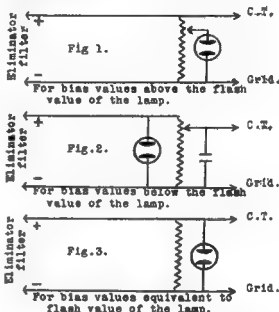 Eliminator
filter
+
-
Fig 1.
C.T.
Grid.
For bias values above the flash
value of the lamp.
Eliminator
filter
+
-
Fig.2.
Grid.
For bias values below the flash
value of the lamp.
Eliminator
filter
+
-
Fig.3.
C.T.
Grid.
For bias values equivalent to
flash value of the lamp.